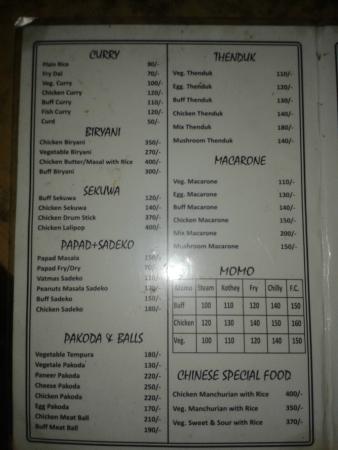 CURRY
Plain Rice 80/-
Fry Dal 70/-
Veg. Curry 100/-
Chicken Curry 120/-
Buff Curry 110/-
Fish Curry 120/-
Curd 50/-
BIRYANI
Chicken Biryani 350/-
Vegetable Biryani 270/-
Chicken Butter/Masal with Rice 400/-
Buff Biryani 300/-
SEKUWA
Buff Sekuwa 120/-
Chicken Sekuwa 140/-
Chicken Drum Stick 370/-
Chicken Lalipop 400/-
PAPAD+SADEKO
Papad Masala
Papad Fry/Dry
Vatmas Sadeko
Peanuts Masala Sadeko
Buff Sadeko 150/-
Chicken Sadeko 180/-
PAKODA & BALLS
Vegetable Tempura 180/-
Vegetale Pakoda 130/-
Paneer Pakoda 220/-
Cheese Pakoda 250/-
Chicken Pakoda 220/-
Egg Pakoda 170/-
Chicken Meat Ball 210/-
Buff Meat Ball 190/-
THENDUK
Veg. Thenduk 110/-
Egg. Thenduk 130/-
Buff Thenduk 120/-
Chicken Thenduk 140/-
Mix Thenduk 180/-
Mushroom Thenduk 140/-
MACARONE
Veg. Macarone 110/-
Egg. Macarone 130/-
Buff Macarone 140/-
Chicken Macarone 150/-
Mix Macarone 200/-
Mushroom Macarone 150/-
MOMO
Momo Steam Kothey Fry Chilly F.C.
Buff 100 110 120 140 150
Chicken 120 130 140 150 160
Veg. 100 110 120 140 150
CHINESE SPECIAL FOOD
Chicken Manchurian with Rice 400/-
Veg. Manchurian with Rice 350/-
Veg. Sweet & Sour with Rice 370/-